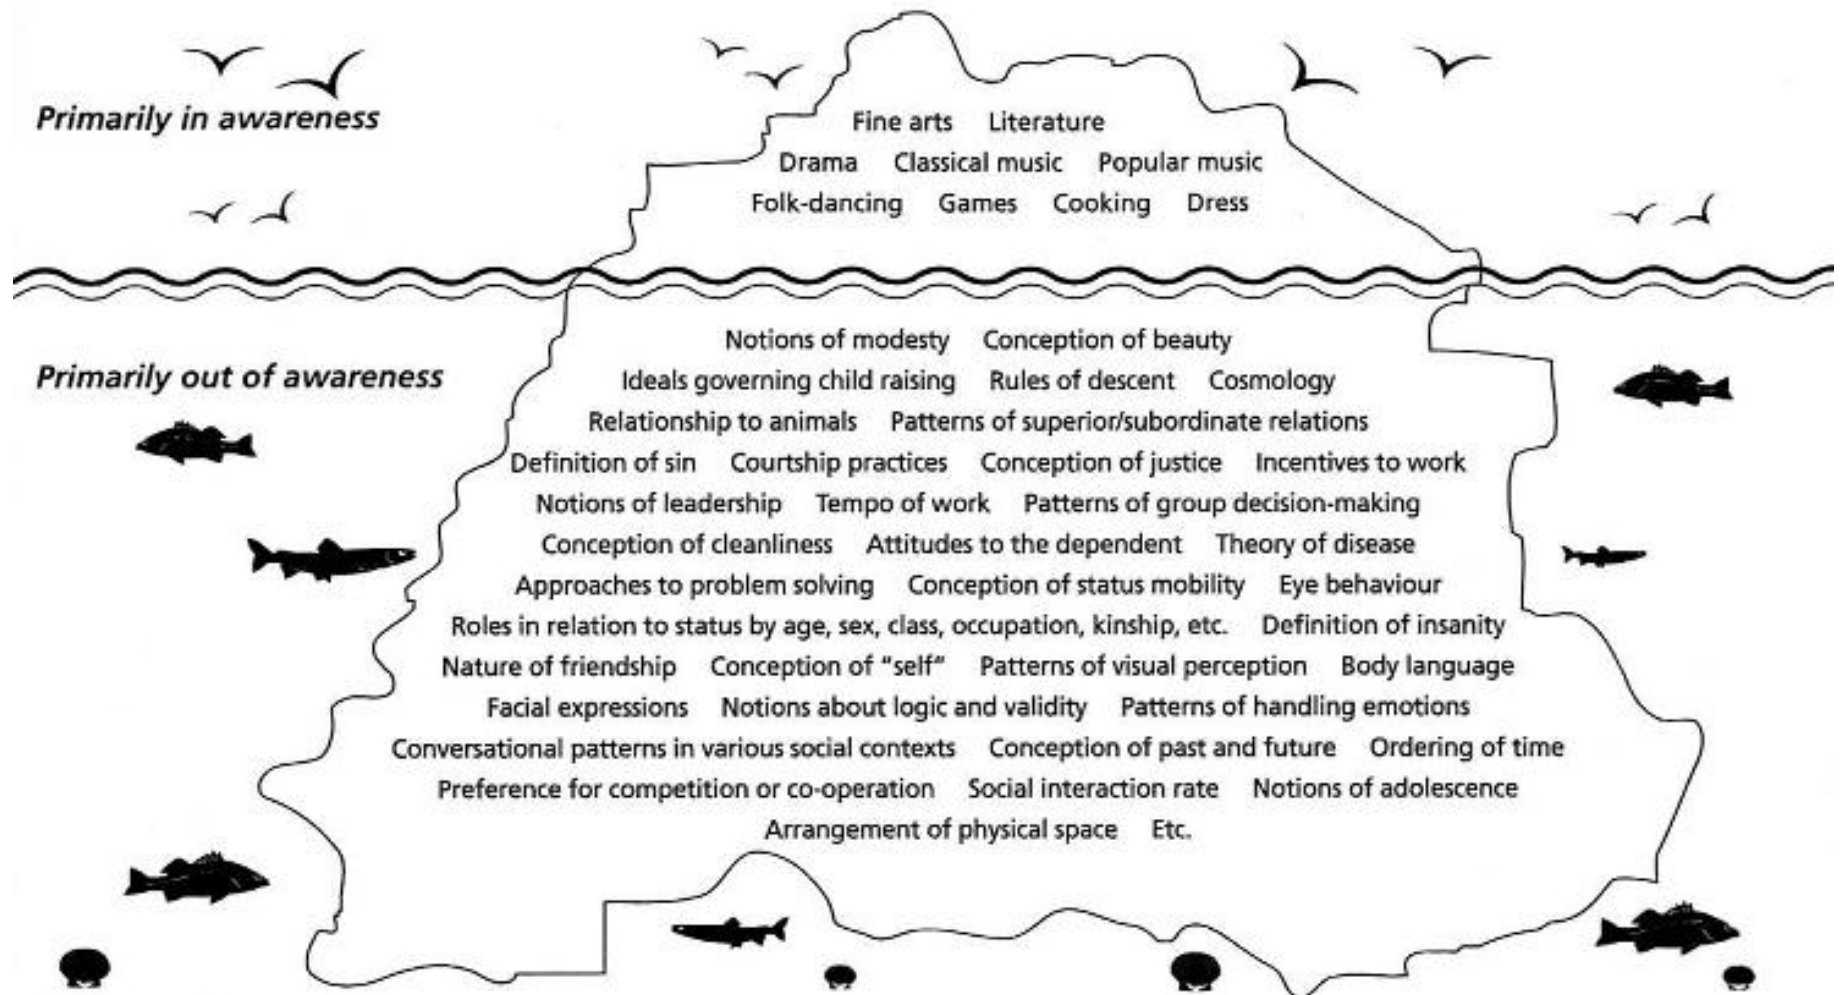 Primarily in awareness
Fine arts Literature
Drama Classical music Popular music
Folk-dancing Games Cooking Dress
Primarily out of awareness
Notions of modesty Conception of beauty
Ideals governing child raising Rules of descent Cosmology
Relationship to animals Patterns of superior/subordinate relations
Definition of sin Courtship practices Conception of justice Incentives to work
Notions of leadership Tempo of work Patterns of group decision-making
Conception of cleanliness Attitudes to the dependent Theory of disease
Approaches to problem solving Conception of status mobility Eye behaviour
Roles in relation to status by age, sex, class, occupation, kinship, etc. Definition of insanity
Nature of friendship Conception of “self” Patterns of visual perception Body language
Facial expressions Notions about logic and validity Patterns of handling emotions
Conversational patterns in various social contexts Conception of past and future Ordering of time
Preference for competition or co-operation Social interaction rate Notions of adolescence
Arrangement of physical space Etc.